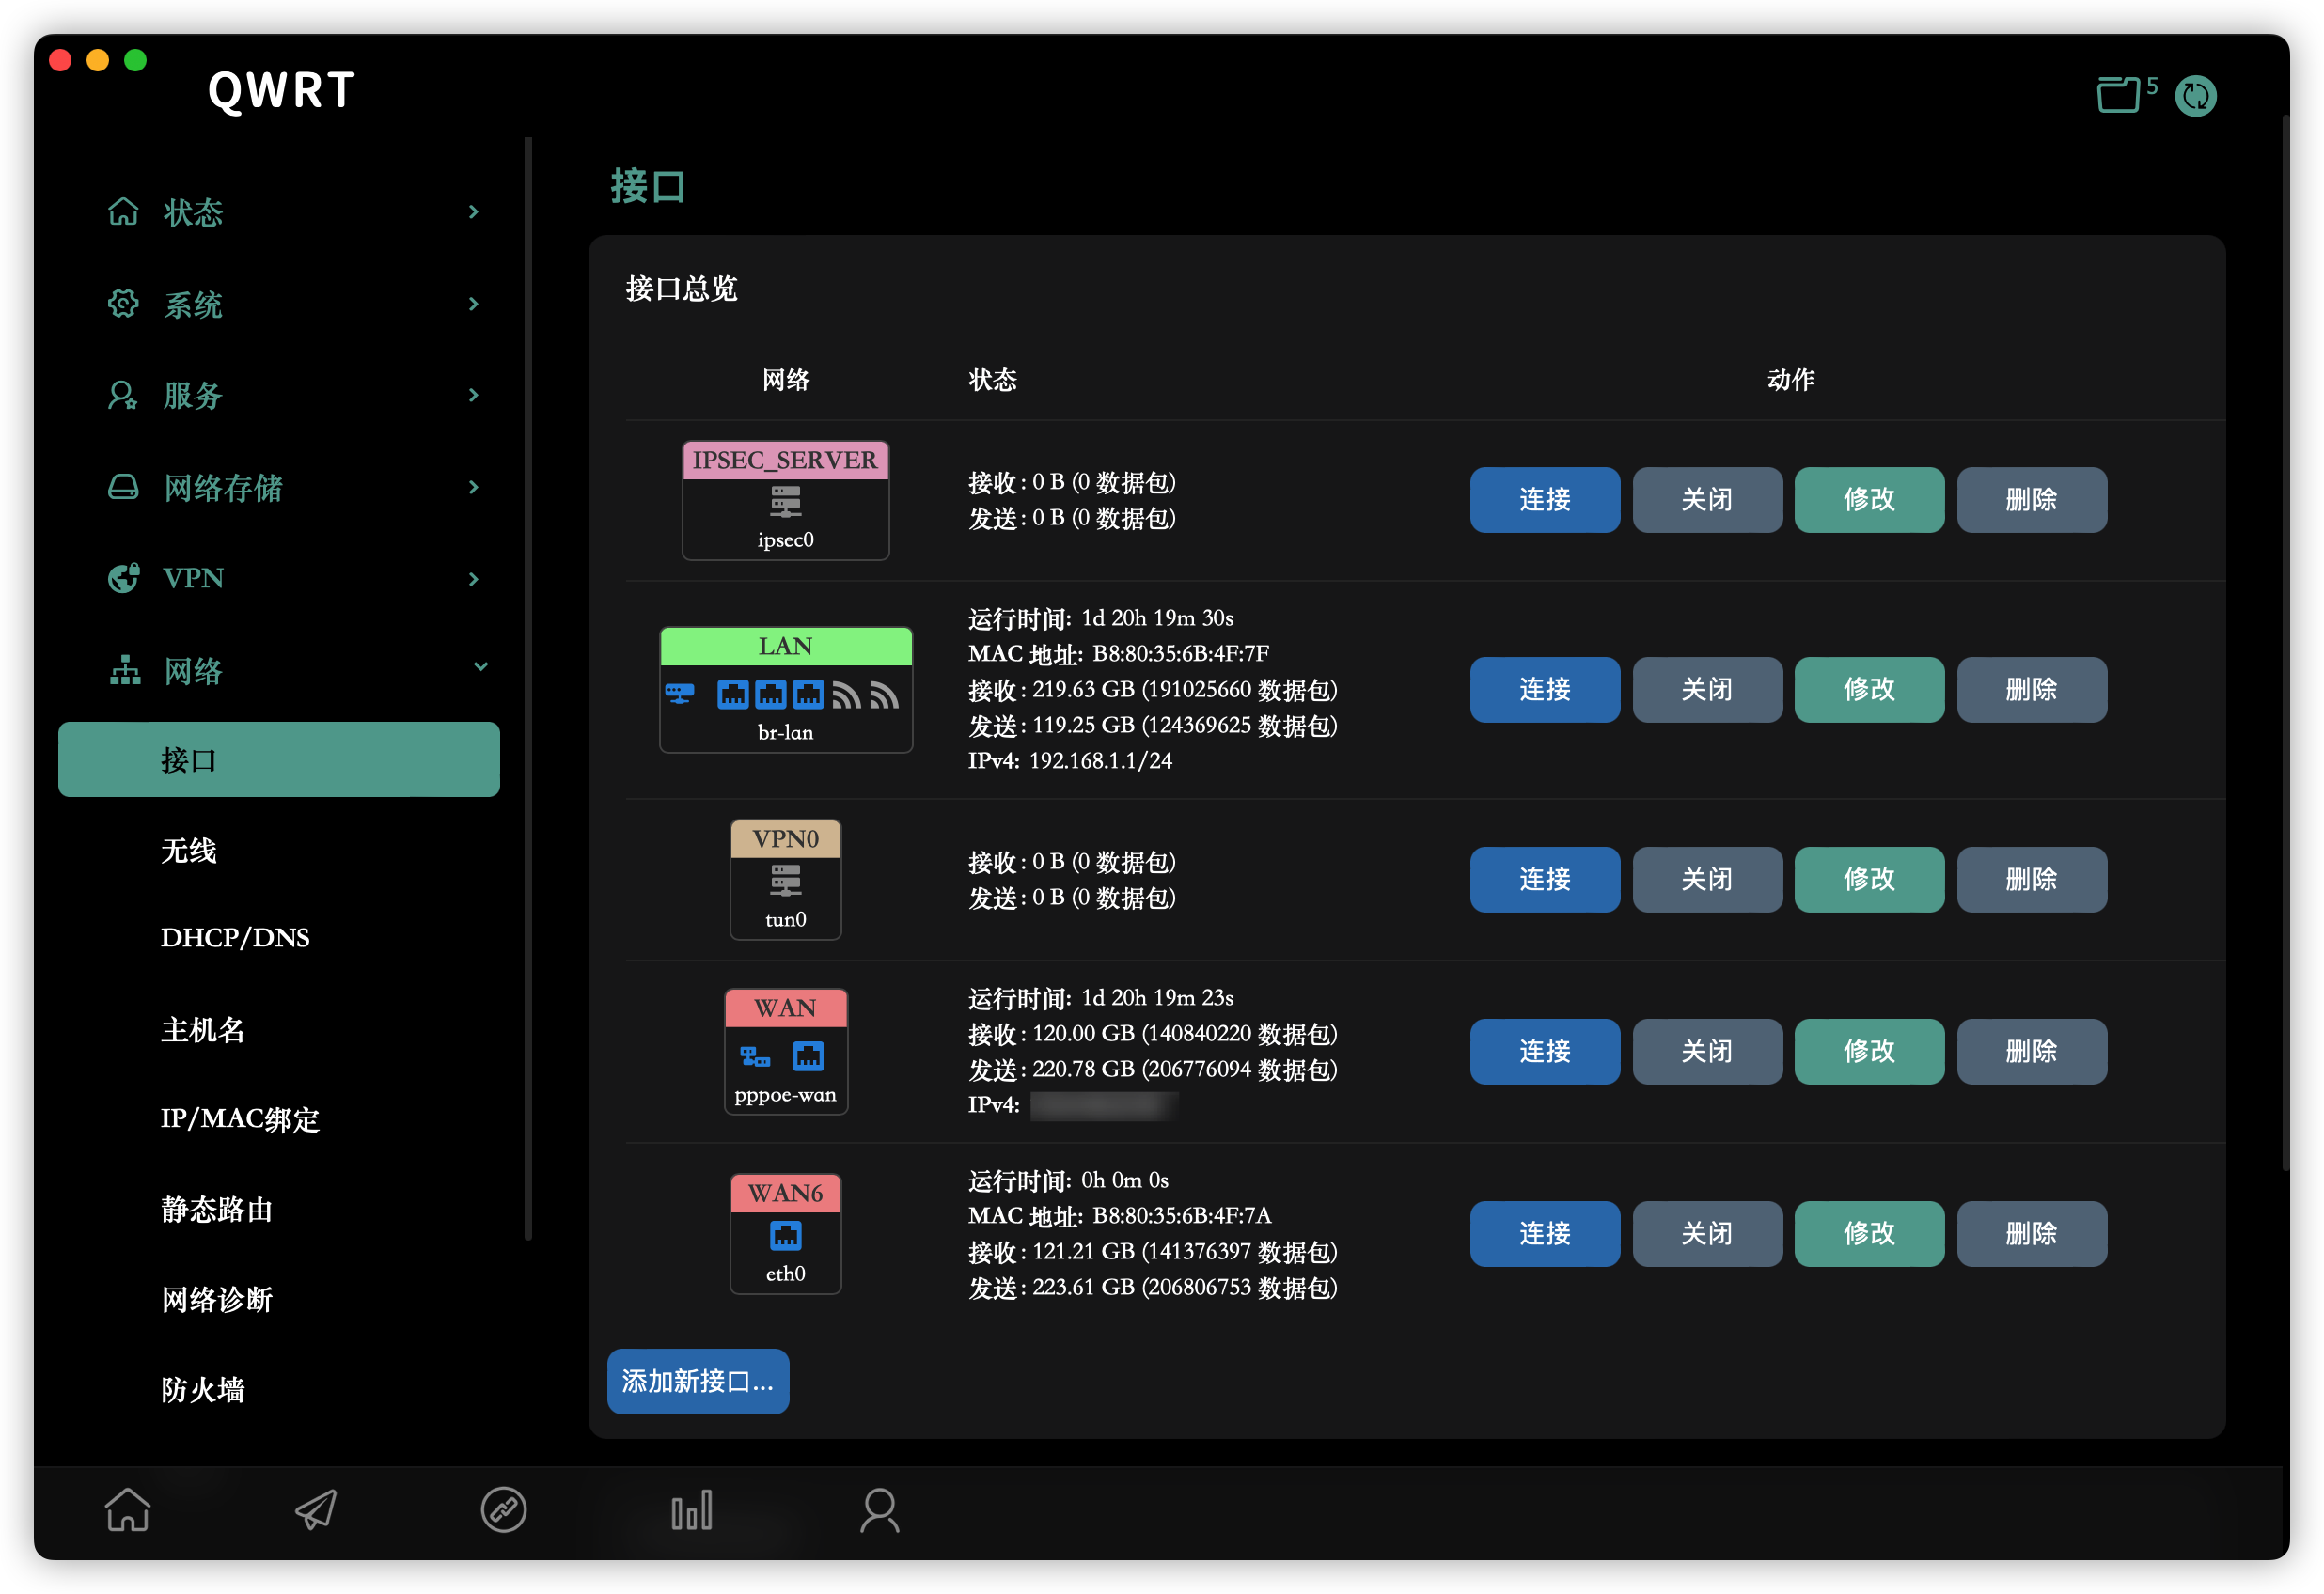 QWRT
5
状态
系统
服务
网络存储
VPN
网络
接口
无线
DHCP/DNS
主机名
IP/MAC绑定
静态路由
网络诊断
防火墙
接口
接口总览
网络 状态 动作
IPSEC_SERVER
ipsec0
接收: 0 B (0 数据包)
发送: 0 B (0 数据包)
连接 关闭 修改 删除
LAN
br-lan
运行时间: 1d 20h 19m 30s
MAC 地址: B8:80:35:6B:4F:7F
接收: 219.63 GB (191025660 数据包)
发送: 119.25 GB (124369625 数据包)
IPv4: 192.168.1.1/24
连接 关闭 修改 删除
VPN0
tun0
接收: 0 B (0 数据包)
发送: 0 B (0 数据包)
连接 关闭 修改 删除
WAN
pppoe-wan
运行时间: 1d 20h 19m 23s
接收: 120.00 GB (140840220 数据包)
发送: 220.78 GB (206776094 数据包)
IPv4:
连接 关闭 修改 删除
WAN6
eth0
运行时间: 0h 0m 0s
MAC 地址: B8:80:35:6B:4F:7A
接收: 121.21 GB (141376397 数据包)
发送: 223.61 GB (206806753 数据包)
连接 关闭 修改 删除
添加新接口...